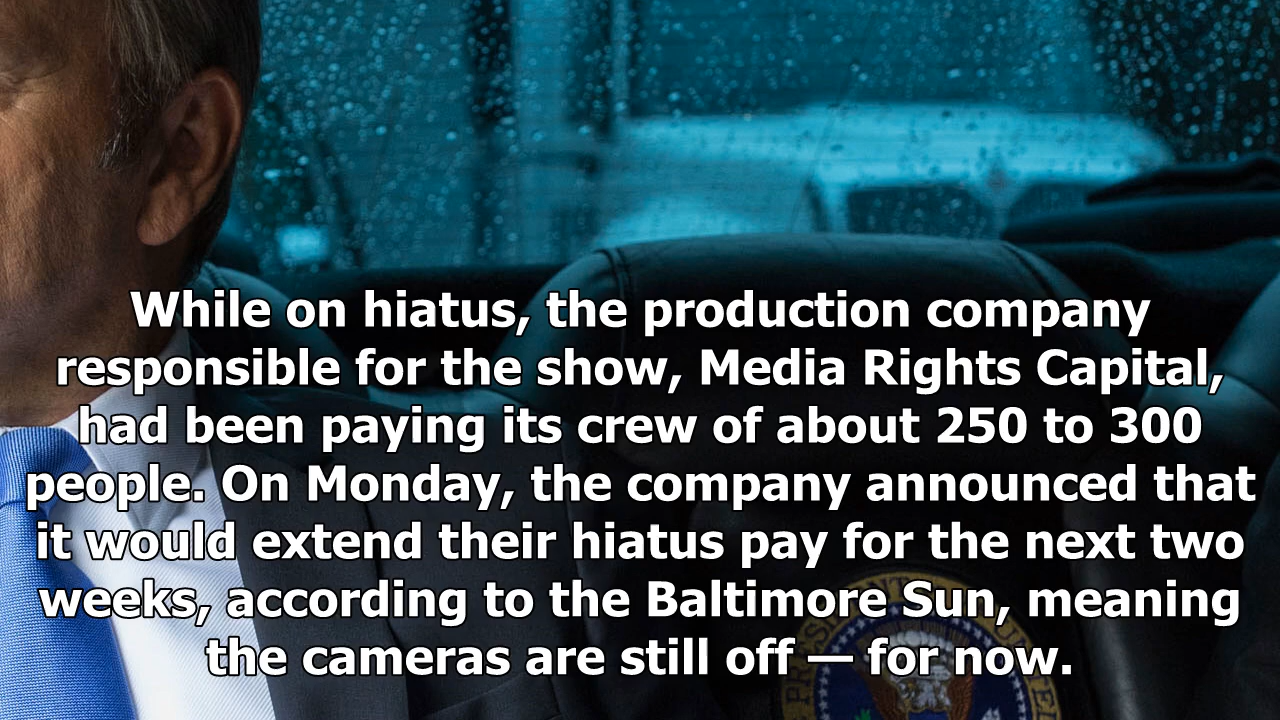 While on hiatus, the production company
responsible for the show, Media Rights Capital,
had been paying its crew of about 250 to 300
people. On Monday, the company announced that
it would extend their hiatus pay for the next two
weeks, according to the Baltimore Sun, meaning
the cameras are still off — for now.